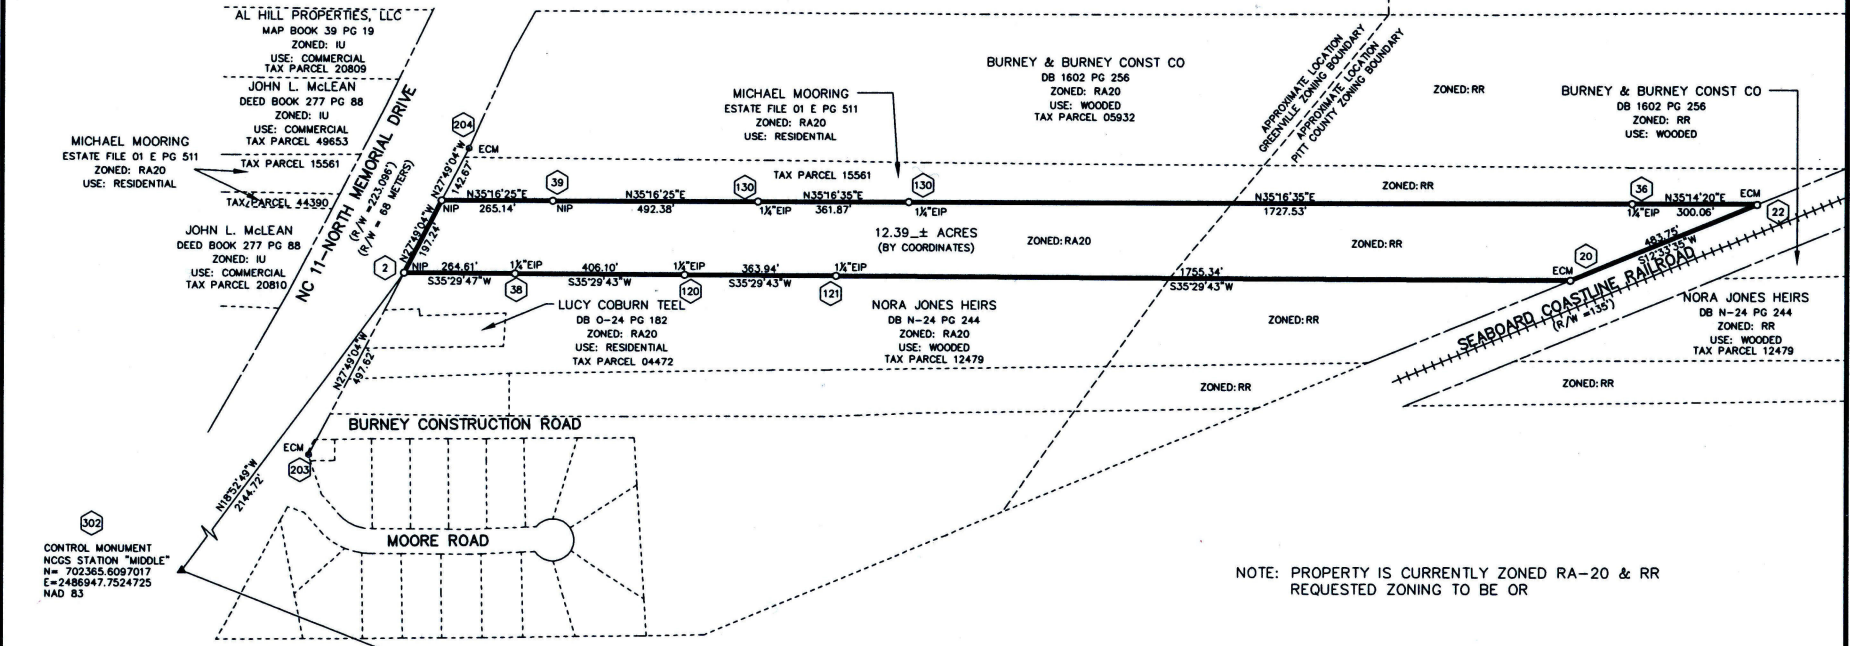 AL HILL PROPERTIES, LLC
MAP BOOK 39 PG 19
ZONED: IU
USE: COMMERCIAL
TAX PARCEL 20809
JOHN L. McLEAN
DEED BOOK 277 PG 88
ZONED: IU
USE: COMMERCIAL
TAX PARCEL 49653
MICHAEL MOORING
ESTATE FILE 01 E PG 511
ZONED: RA20
USE: RESIDENTIAL
TAX PARCEL 15561
TAX PARCEL 44390
JOHN L. McLEAN
DEED BOOK 277 PG 88
ZONED: IU
USE: COMMERCIAL
TAX PARCEL 20810
NC 11-NORTH MEMORIAL DRIVE
(R/W =223.096')
(R/W = 68 METERS)
204
ECM
N27°49'04"W
142.67'
N27°49'04"W
197.24'
MICHAEL MOORING
ESTATE FILE 01 E PG 511
ZONED: RA20
USE: RESIDENTIAL
BURNEY & BURNEY CONST CO
DB 1602 PG 256
ZONED: RA20
USE: WOODED
TAX PARCEL 05932
APPROXIMATE LOCATION
GREENVILLE ZONING BOUNDARY
APPROXIMATE LOCATION
PITT COUNTY ZONING BOUNDARY
ZONED: RR
BURNEY & BURNEY CONST CO
DB 1602 PG 256
ZONED: RR
USE: WOODED
TAX PARCEL 15561
ZONED: RR
NIP
N35°16'25"E
265.14'
39
NIP
N35°16'25"E
492.38'
130
1¼"EIP
N35°16'35"E
361.87'
130
1¼"EIP
N35°16'35"E
1727.53'
36
1¼"EIP
N35°14'20"E
300.06'
ECM
22
12.39_± ACRES
(BY COORDINATES)
ZONED: RA20
ZONED: RR
483.75'
S12°33'35"W
20
ECM
2
NIP
264.61'
S35°29'47"W
1¼"EIP
38
406.10'
S35°29'43"W
1¼"EIP
120
363.94'
S35°29'43"W
1¼"EIP
121
1755.34'
S35°29'43"W
SEABOARD COASTLINE RAILROAD
(R/W =135')
LUCY COBURN TEEL
DB O-24 PG 182
ZONED: RA20
USE: RESIDENTIAL
TAX PARCEL 04472
NORA JONES HEIRS
DB N-24 PG 244
ZONED: RA20
USE: WOODED
TAX PARCEL 12479
ZONED: RR
NORA JONES HEIRS
DB N-24 PG 244
ZONED: RR
USE: WOODED
TAX PARCEL 12479
ZONED: RR
ZONED: RR
N27°49'04"W
497.62'
BURNEY CONSTRUCTION ROAD
ECM
203
N18°52'49"W
2144.72'
MOORE ROAD
302
CONTROL MONUMENT
NCGS STATION "MIDDLE"
N= 702365.6097017
E=2486947.7524725
NAD 83
NOTE: PROPERTY IS CURRENTLY ZONED RA-20 & RR
REQUESTED ZONING TO BE OR